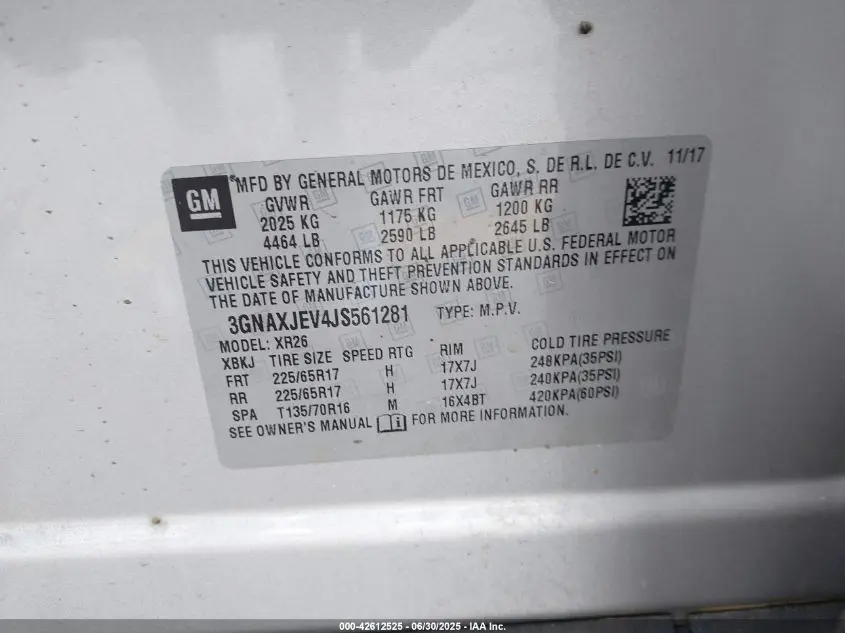 GM
MFD BY GENERAL MOTORS DE MEXICO, S. DE R.L. DE C.V. 11/17
GVWR GAWR FRT GAWR RR
2025 KG 1175 KG 1200 KG
4464 LB 2590 LB 2645 LB
THIS VEHICLE CONFORMS TO ALL APPLICABLE U.S. FEDERAL MOTOR
VEHICLE SAFETY AND THEFT PREVENTION STANDARDS IN EFFECT ON
THE DATE OF MANUFACTURE SHOWN ABOVE.
3GNAXJEV4JS561281 TYPE: M.P.V.
MODEL: XR26
XBKJ TIRE SIZE SPEED RTG RIM COLD TIRE PRESSURE
FRT 225/65R17 H 17X7J 240KPA(35PSI)
RR 225/65R17 H 17X7J 240KPA(35PSI)
SPA T135/70R16 M 16X4BT 420KPA(60PSI)
SEE OWNER'S MANUAL FOR MORE INFORMATION.
000-42612525 - 06/30/2025 - IAA Inc.